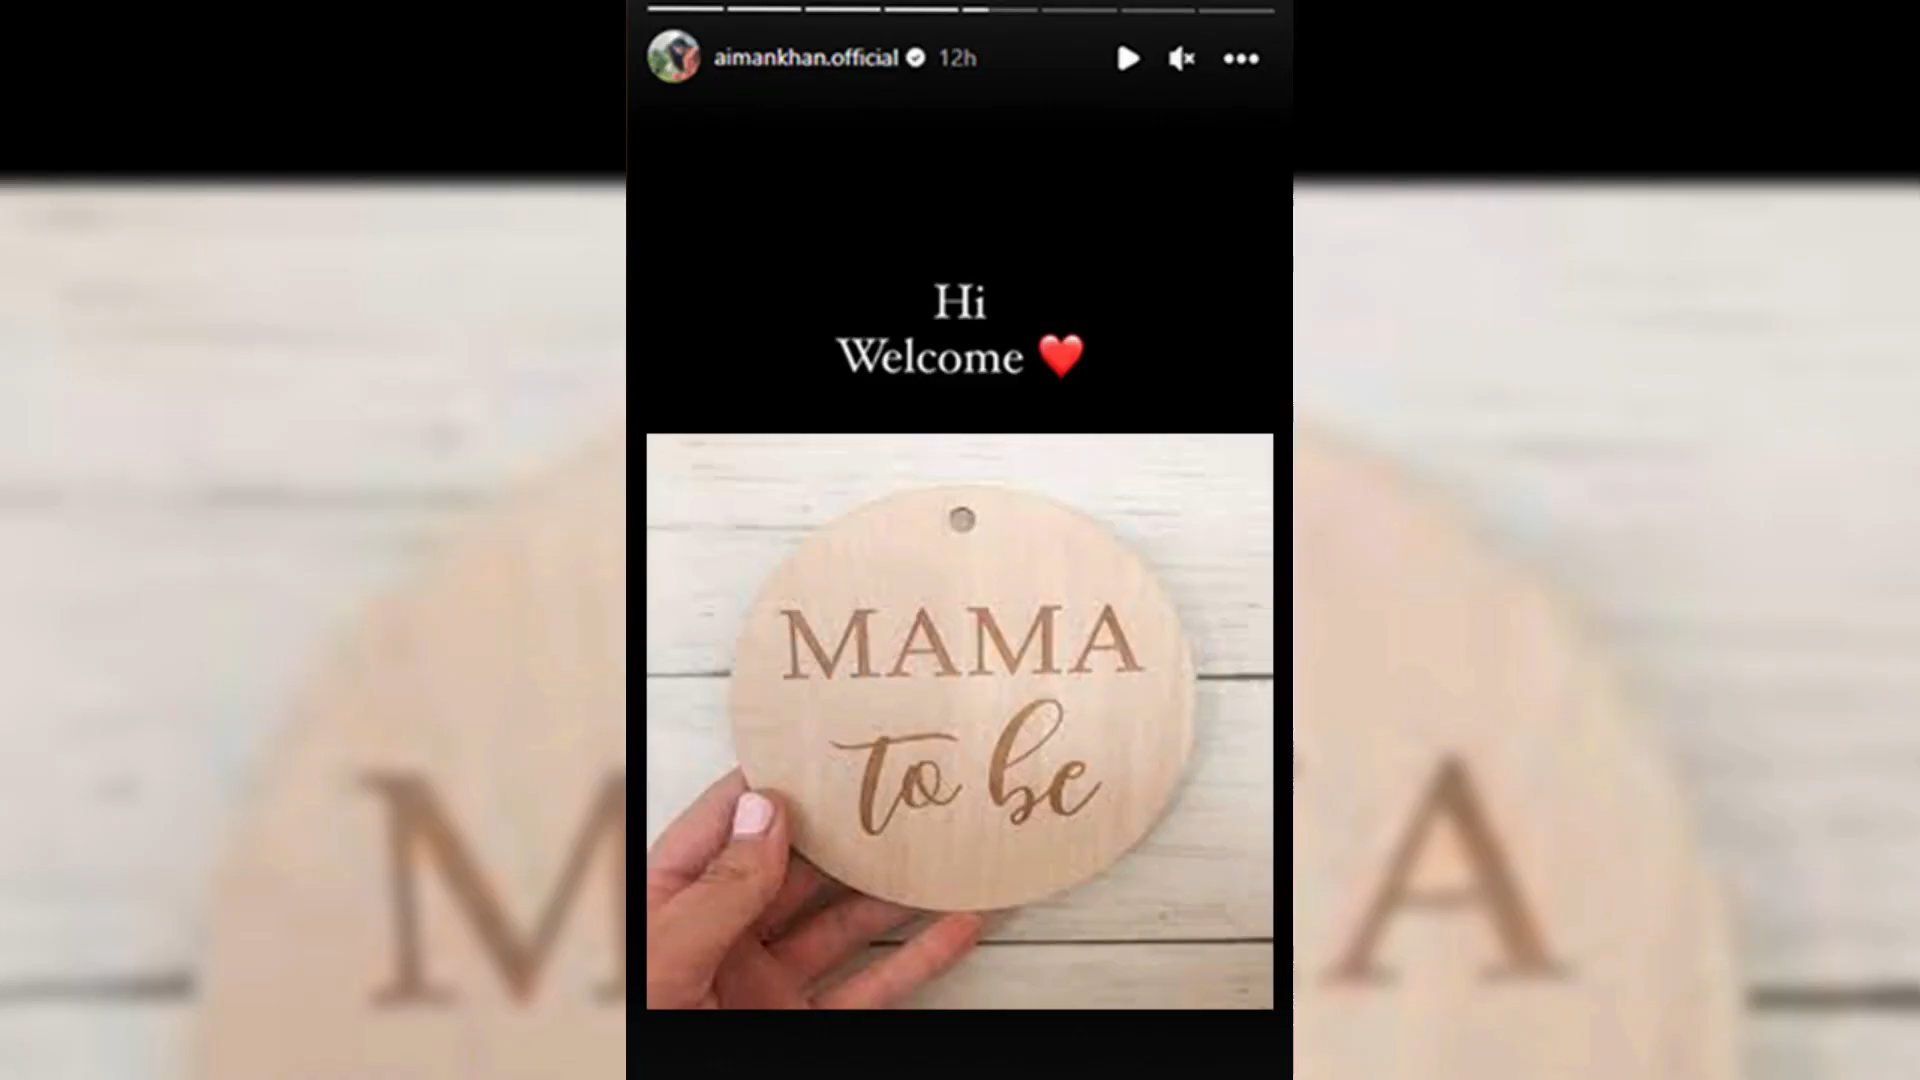 aimankhan.official 12h
Hi
Welcome ❤️
MAMA
to be